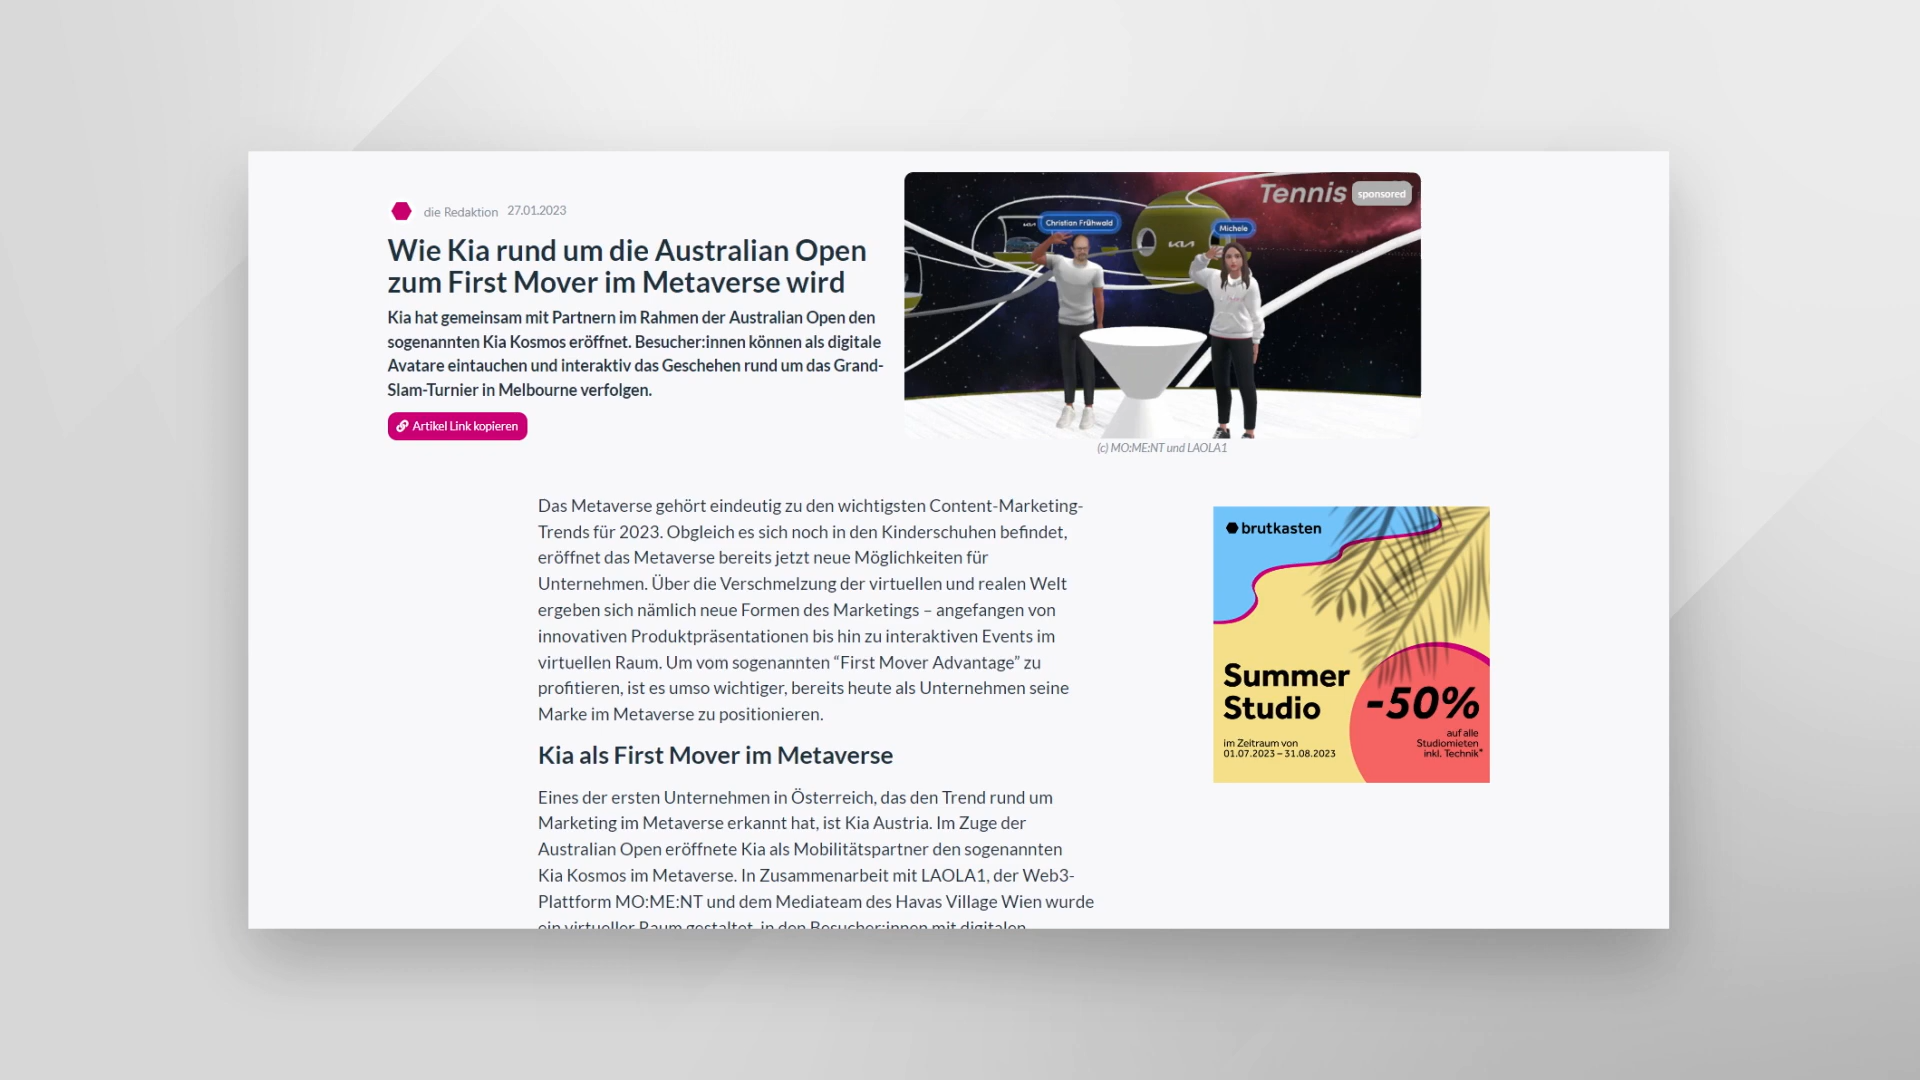 die Redaktion 27.01.2023
Wie Kia rund um die Australian Open
zum First Mover im Metaverse wird
Kia hat gemeinsam mit Partnern im Rahmen der Australian Open den
sogenannten Kia Kosmos eröffnet. Besucher:innen können als digitale
Avatare eintauchen und interaktiv das Geschehen rund um das Grand-
Slam-Turnier in Melbourne verfolgen.
Artikel Link kopieren
Tennis
sponsored
Christian Frühwald
Michele
KIA
(c) MO:ME:NT und LAOLA1
Das Metaverse gehört eindeutig zu den wichtigsten Content-Marketing-
Trends für 2023. Obgleich es sich noch in den Kinderschuhen befindet,
eröffnet das Metaverse bereits jetzt neue Möglichkeiten für
Unternehmen. Über die Verschmelzung der virtuellen und realen Welt
ergeben sich nämlich neue Formen des Marketings – angefangen von
innovativen Produktpräsentationen bis hin zu interaktiven Events im
virtuellen Raum. Um vom sogenannten “First Mover Advantage” zu
profitieren, ist es umso wichtiger, bereits heute als Unternehmen seine
Marke im Metaverse zu positionieren.
Kia als First Mover im Metaverse
Eines der ersten Unternehmen in Österreich, das den Trend rund um
Marketing im Metaverse erkannt hat, ist Kia Austria. Im Zuge der
Australian Open eröffnete Kia als Mobilitätspartner den sogenannten
Kia Kosmos im Metaverse. In Zusammenarbeit mit LAOLA1, der Web3-
Plattform MO:ME:NT und dem Mediateam des Havas Village Wien wurde
ein virtueller Raum gestaltet, in den Besucher:innen mit digitalen
brutkasten
Summer
Studio
im Zeitraum von
01.07.2023 – 31.08.2023
-50%
auf alle
Studiomieten
inkl. Technik*